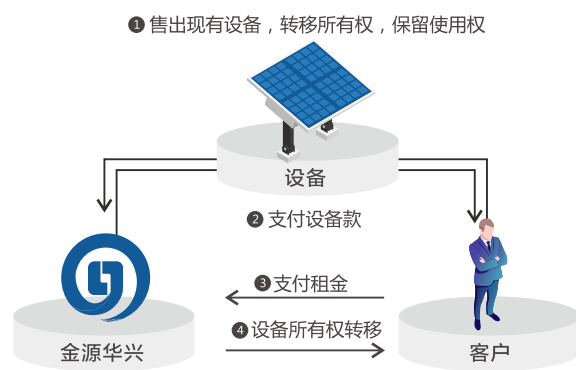 ❶ 售出现有设备，转移所有权，保留使用权
设备
❷ 支付设备款
❸ 支付租金
❹ 设备所有权转移
金源华兴
客户